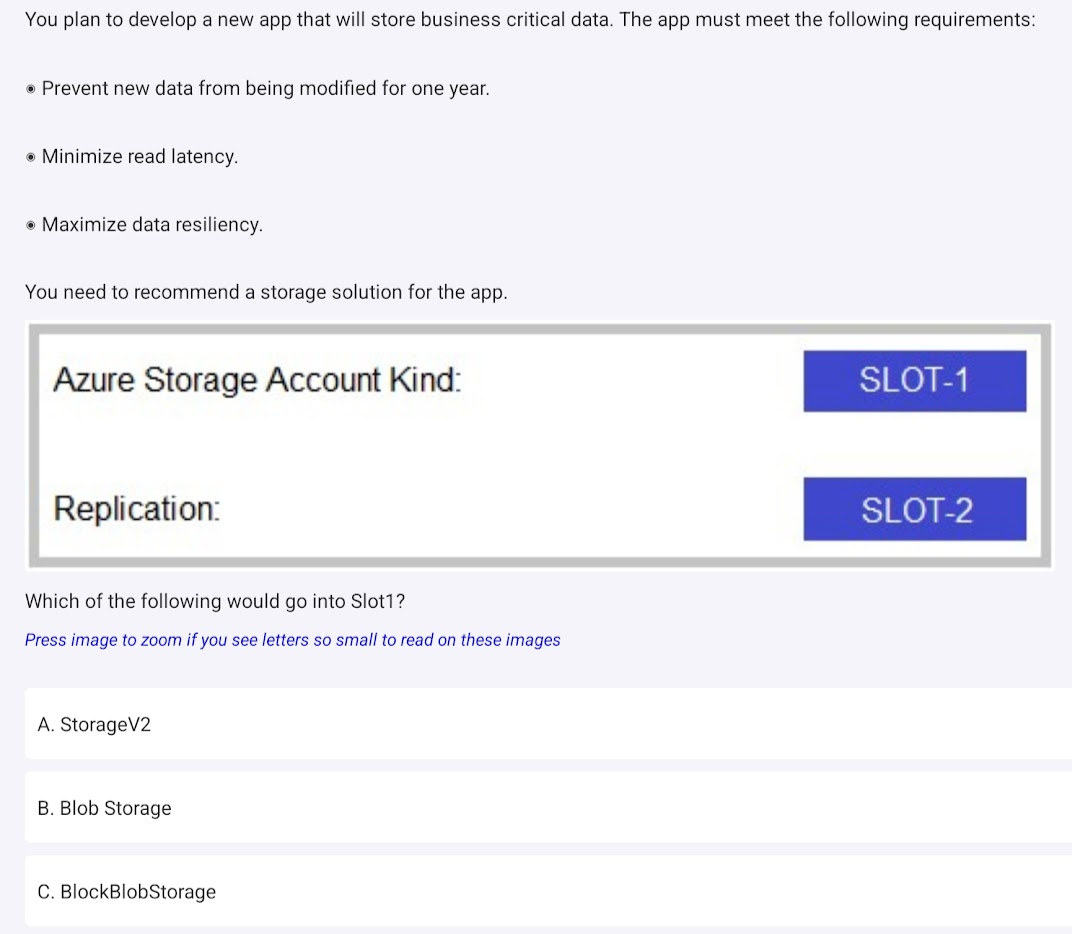 You plan to develop a new app that will store business critical data. The app must meet the following requirements:
◉ Prevent new data from being modified for one year.
◉ Minimize read latency.
◉ Maximize data resiliency.
You need to recommend a storage solution for the app.
Azure Storage Account Kind: SLOT-1
Replication: SLOT-2
Which of the following would go into Slot1?
Press image to zoom if you see letters so small to read on these images
A. StorageV2
B. Blob Storage
C. BlockBlobStorage